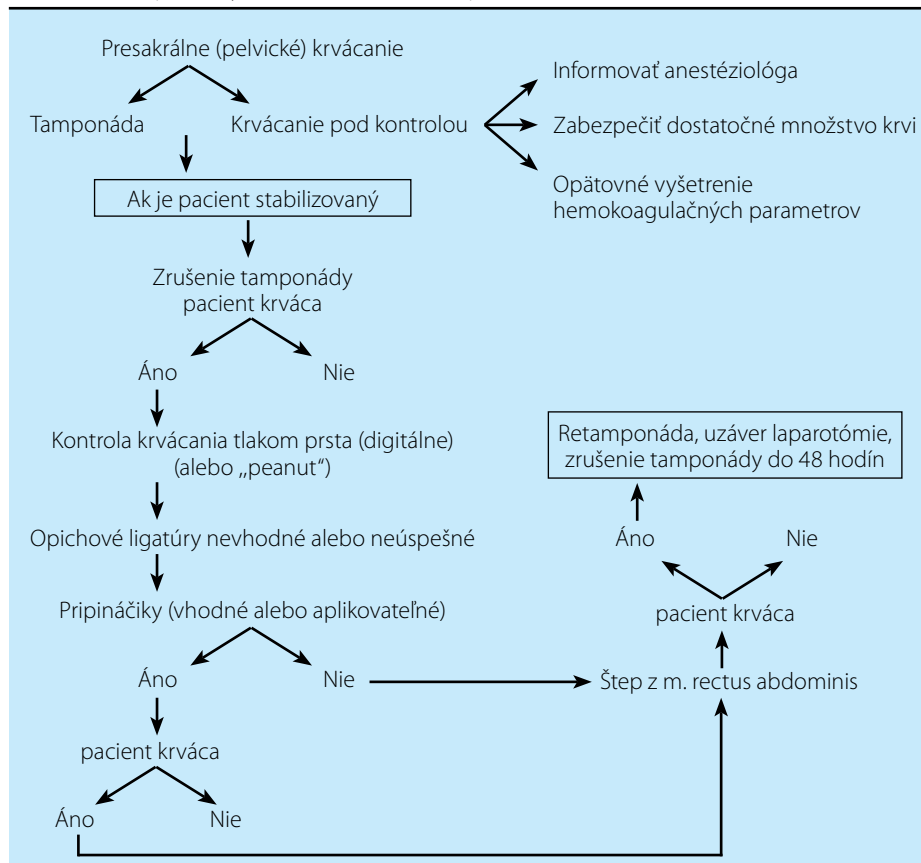 Presakrálne (pelvické) krvácanie
Tamponáda
Krvácanie pod kontrolou
Informovať anestéziológa
Zabezpečiť dostatočné množstvo krvi
Opätovné vyšetrenie
hemokoagulačných parametrov
Ak je pacient stabilizovaný
Zrušenie tamponády
pacient krváca
Áno
Nie
Kontrola krvácania tlakom prsta (digitálne)
(alebo „peanut“)
Opichové ligatúry nevhodné alebo neúspešné
Pripináčiky (vhodné alebo aplikovateľné)
Áno
Nie
pacient krváca
Áno
Nie
Retamponáda, uzáver laparotómie,
zrušenie tamponády do 48 hodín
Áno
Nie
pacient krváca
Štep z m. rectus abdominis